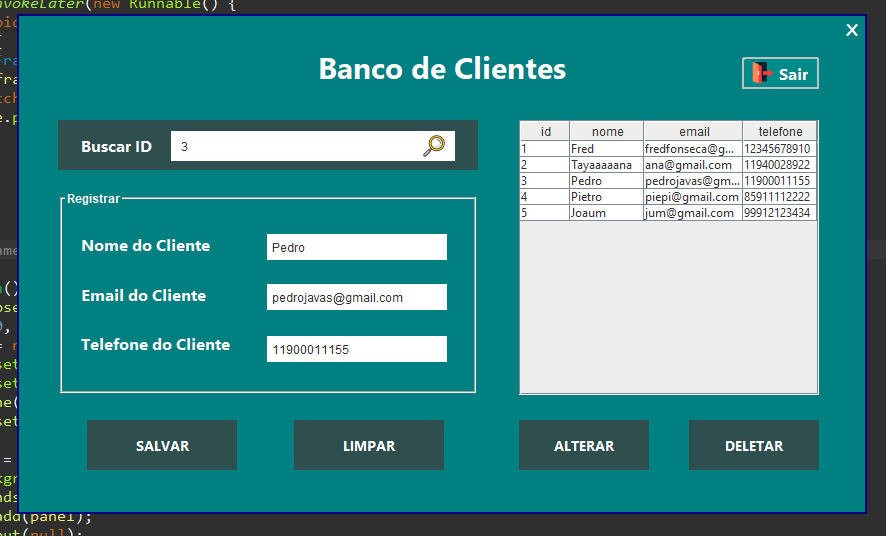 vokeLater(new Runnable() {
X
Banco de Clientes
Sair
Buscar ID
3
Registrar
Nome do Cliente
Pedro
Email do Cliente
pedrojavas@gmail.com
Telefone do Cliente
11900011155
id nome email telefone
1 Fred fredfonseca@g... 12345678910
2 Tayaaaaana ana@gmail.com 11940028922
3 Pedro pedrojavas@gm... 11900011155
4 Pietro piepi@gmail.com 85911112222
5 Joaum jum@gmail.com 99912123434
SALVAR
LIMPAR
ALTERAR
DELETAR
add(panel);
out(null);